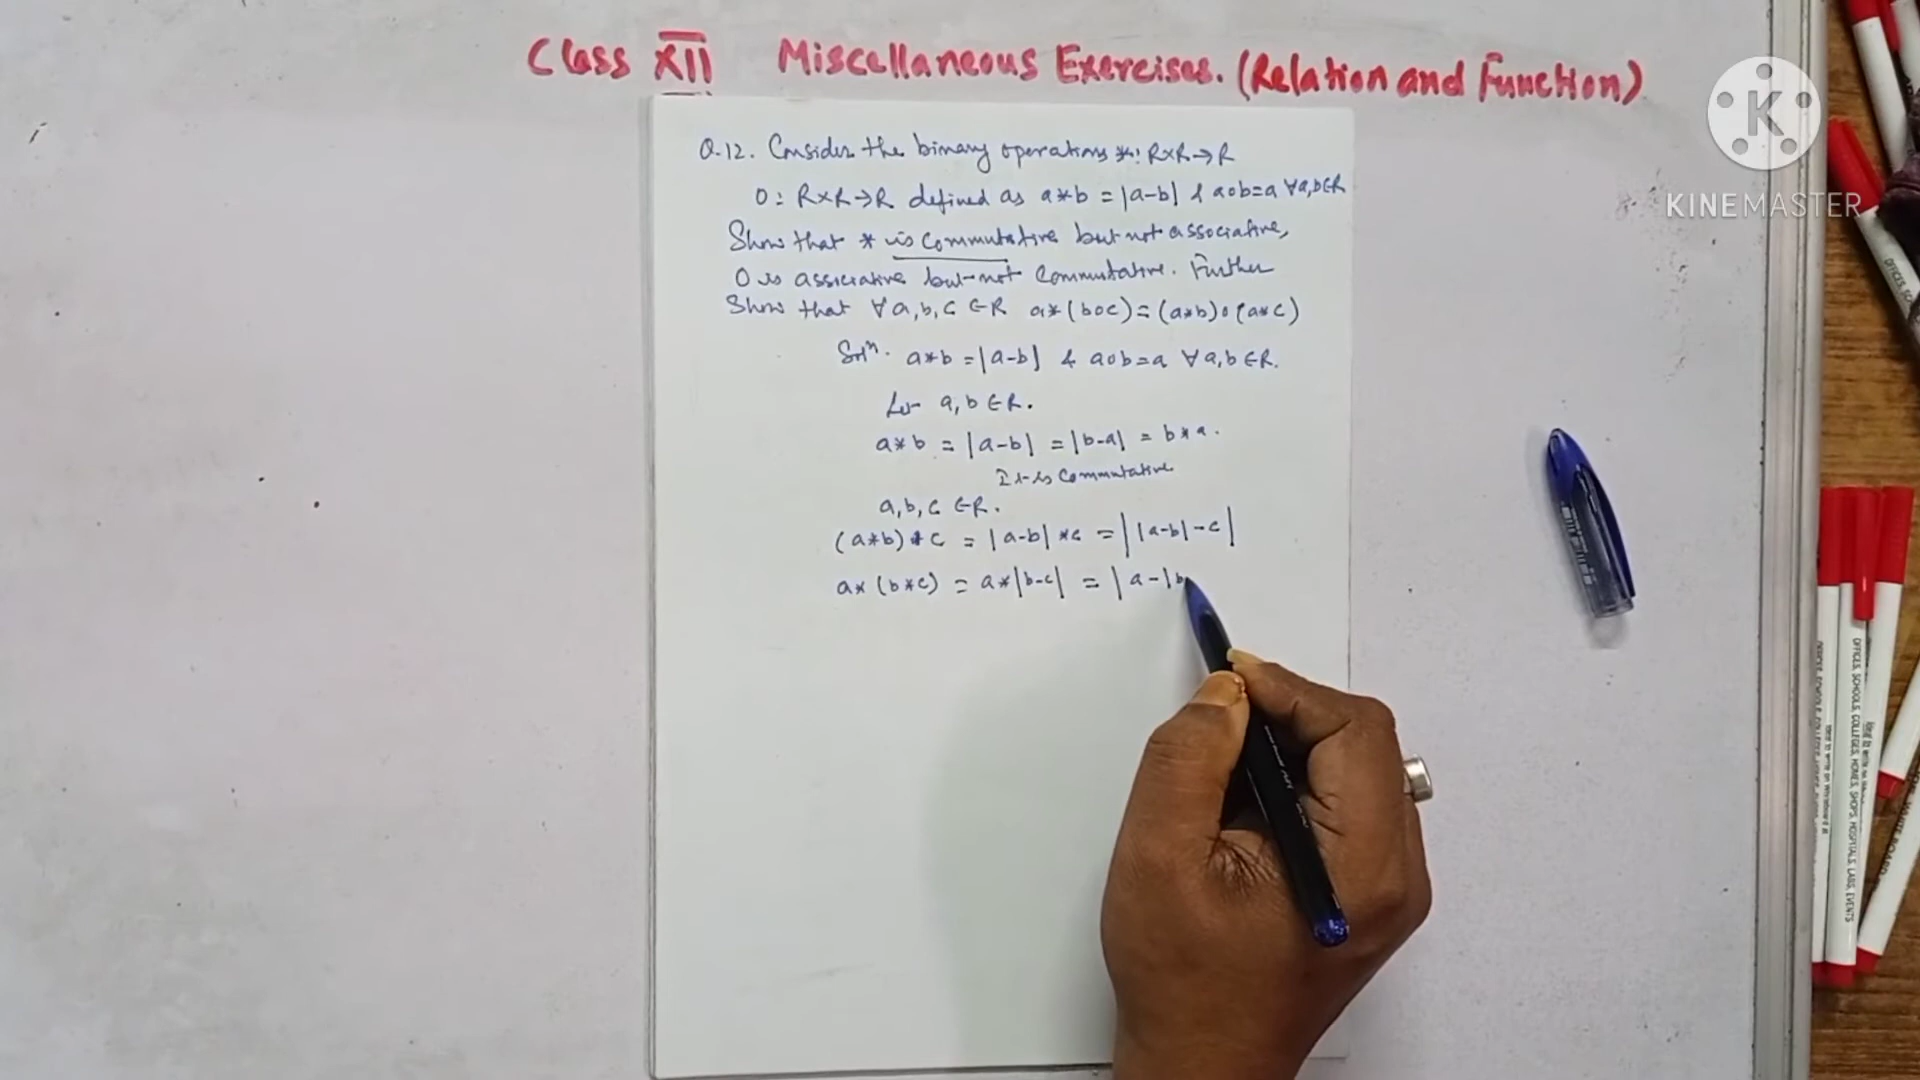 Class XII Miscellaneous Exercises. (Relation and Function)
K
KINEMASTER
Q.12. Consider the binary operations *: R×R→R
O: R×R→R defined as a*b = |a-b| & aob=a ∀a,b∈R
Show that * is commutative but not associative,
O is associative but not commutative. Further
Show that ∀a,b,c ∈R a*(boc)=(a*b)o(a*c)
Solⁿ. a*b = |a-b| & aob=a ∀a,b∈R.
Let a,b∈R.
a*b = |a-b| = |b-a| = b*a.
It is Commutative
a,b,c ∈R.
(a*b)*c = |a-b|*c = ||a-b|-c|
a*(b*c) = a*|b-c| = |a-|b